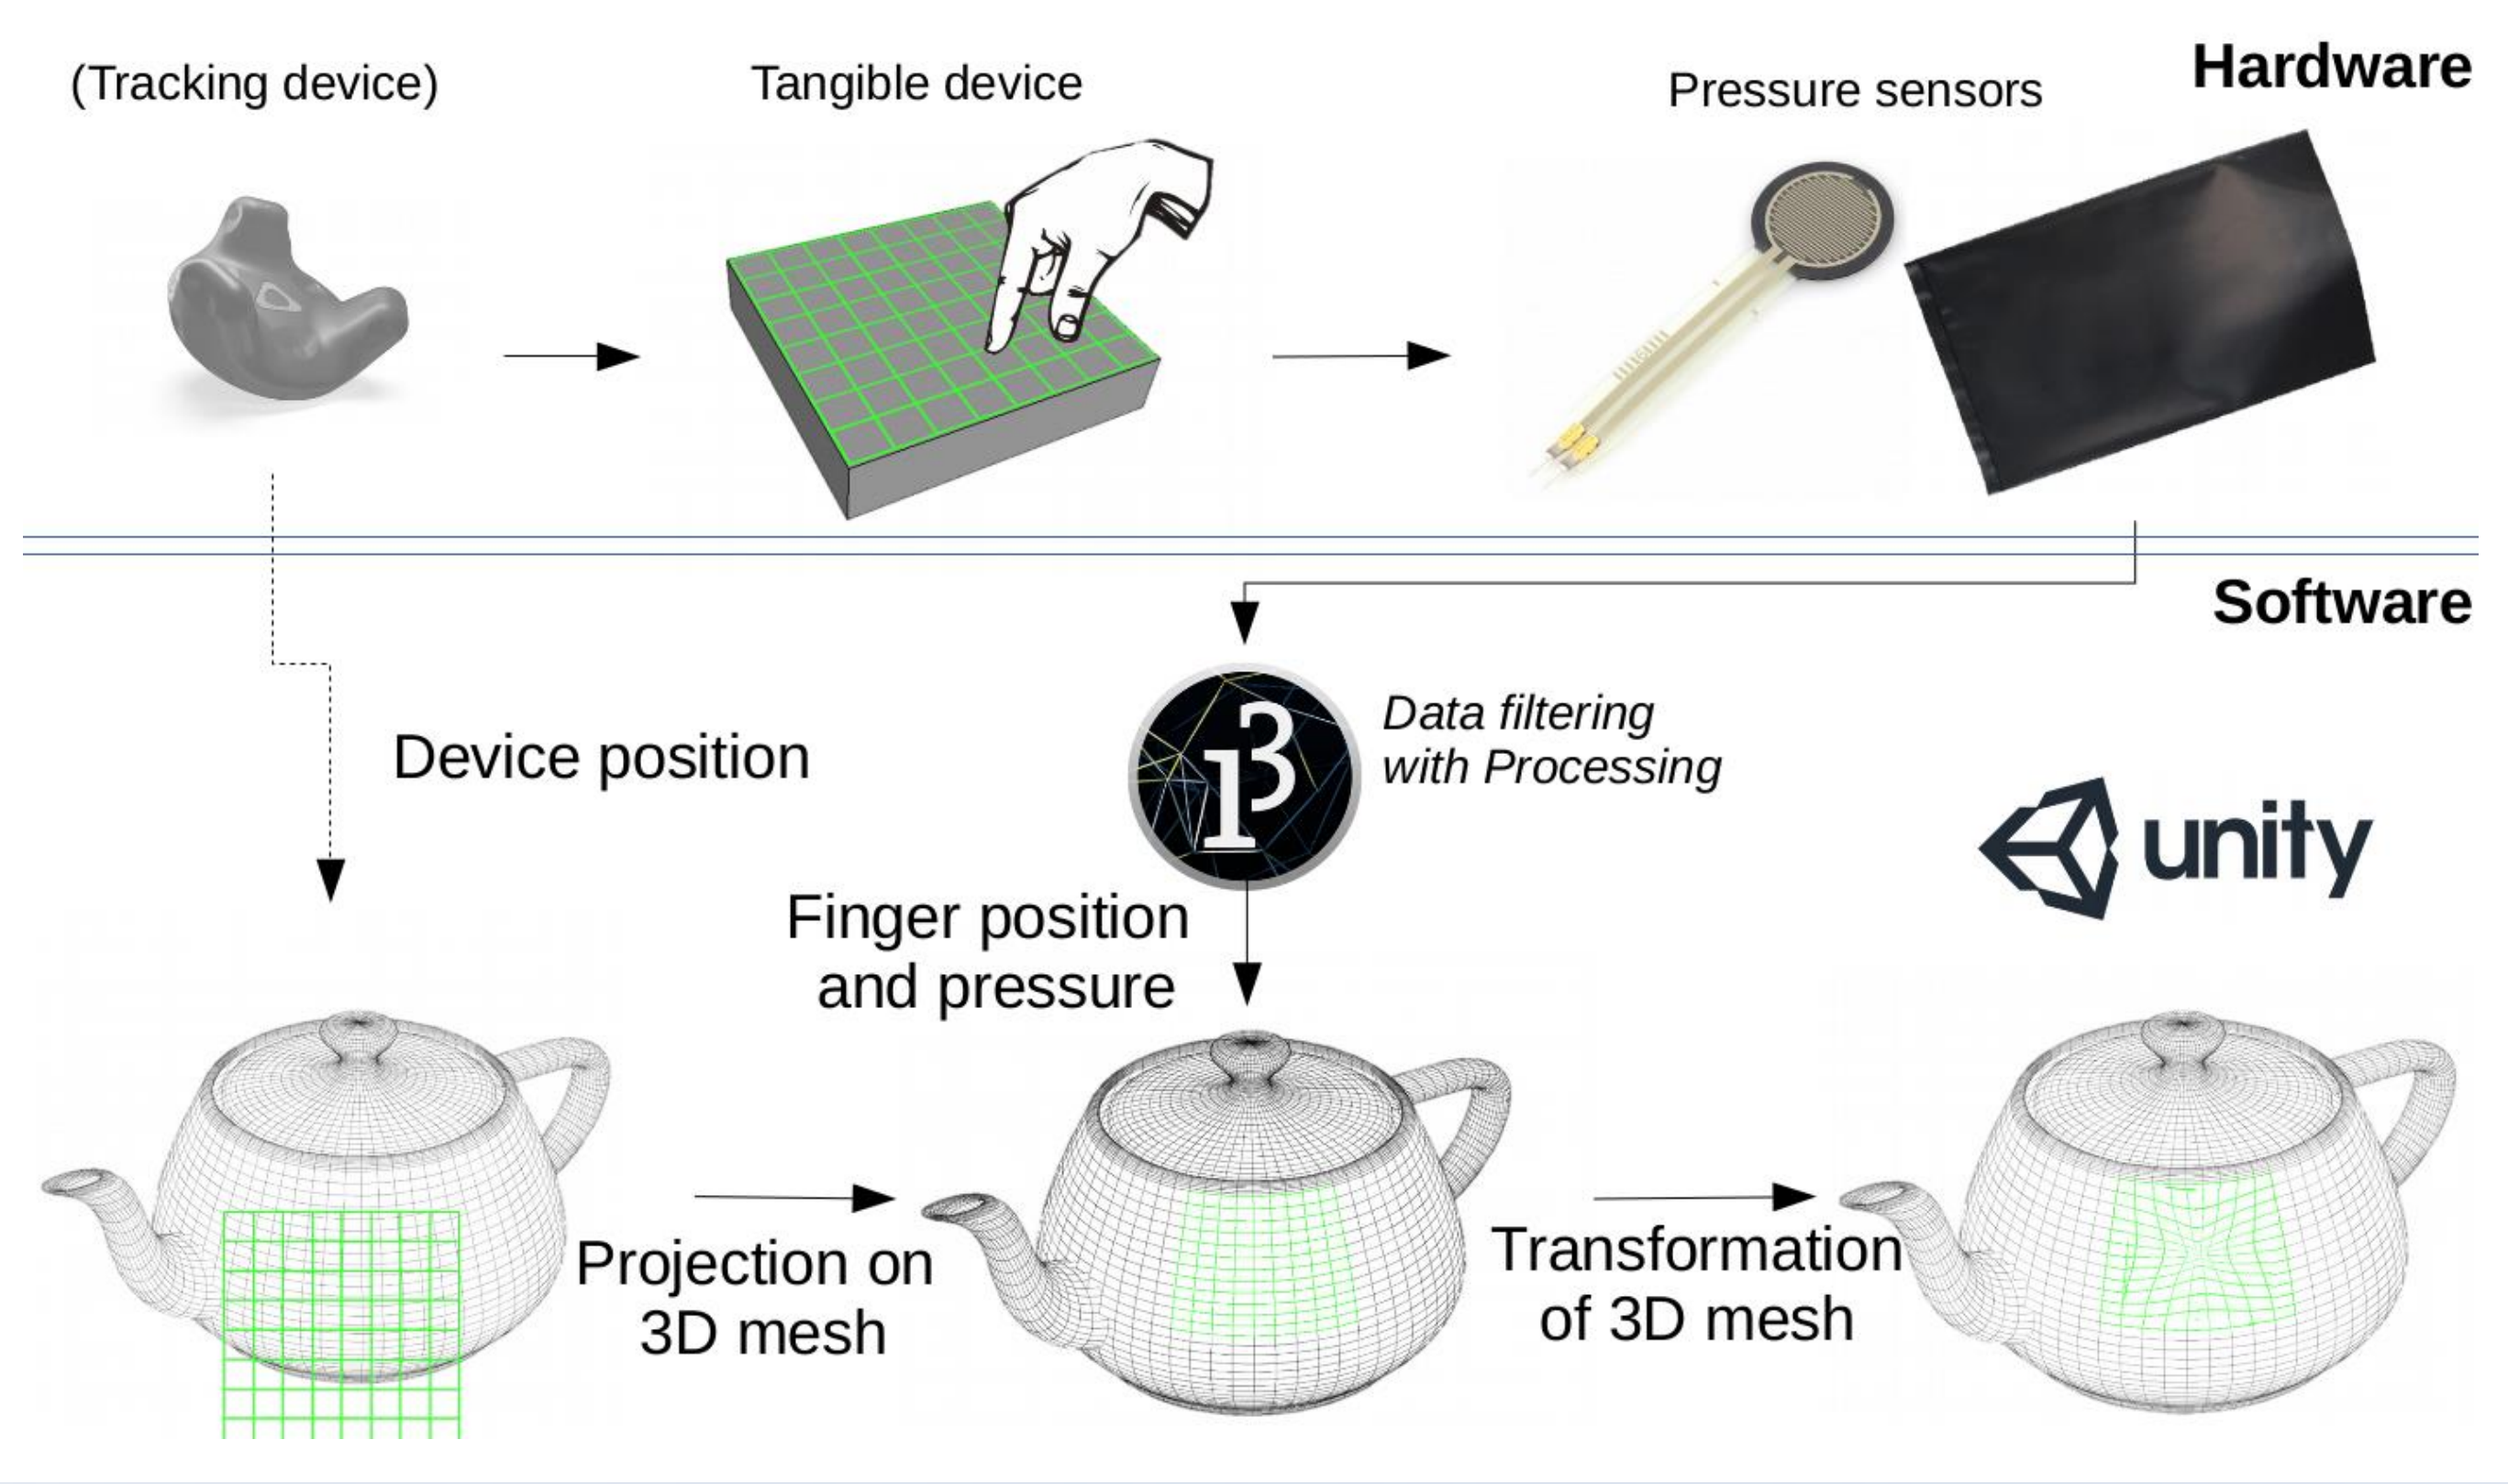 (Tracking device)
Tangible device
Pressure sensors
Hardware
Software
Device position
Data filtering
with Processing
unity
Finger position
and pressure
Projection on
3D mesh
Transformation
of 3D mesh